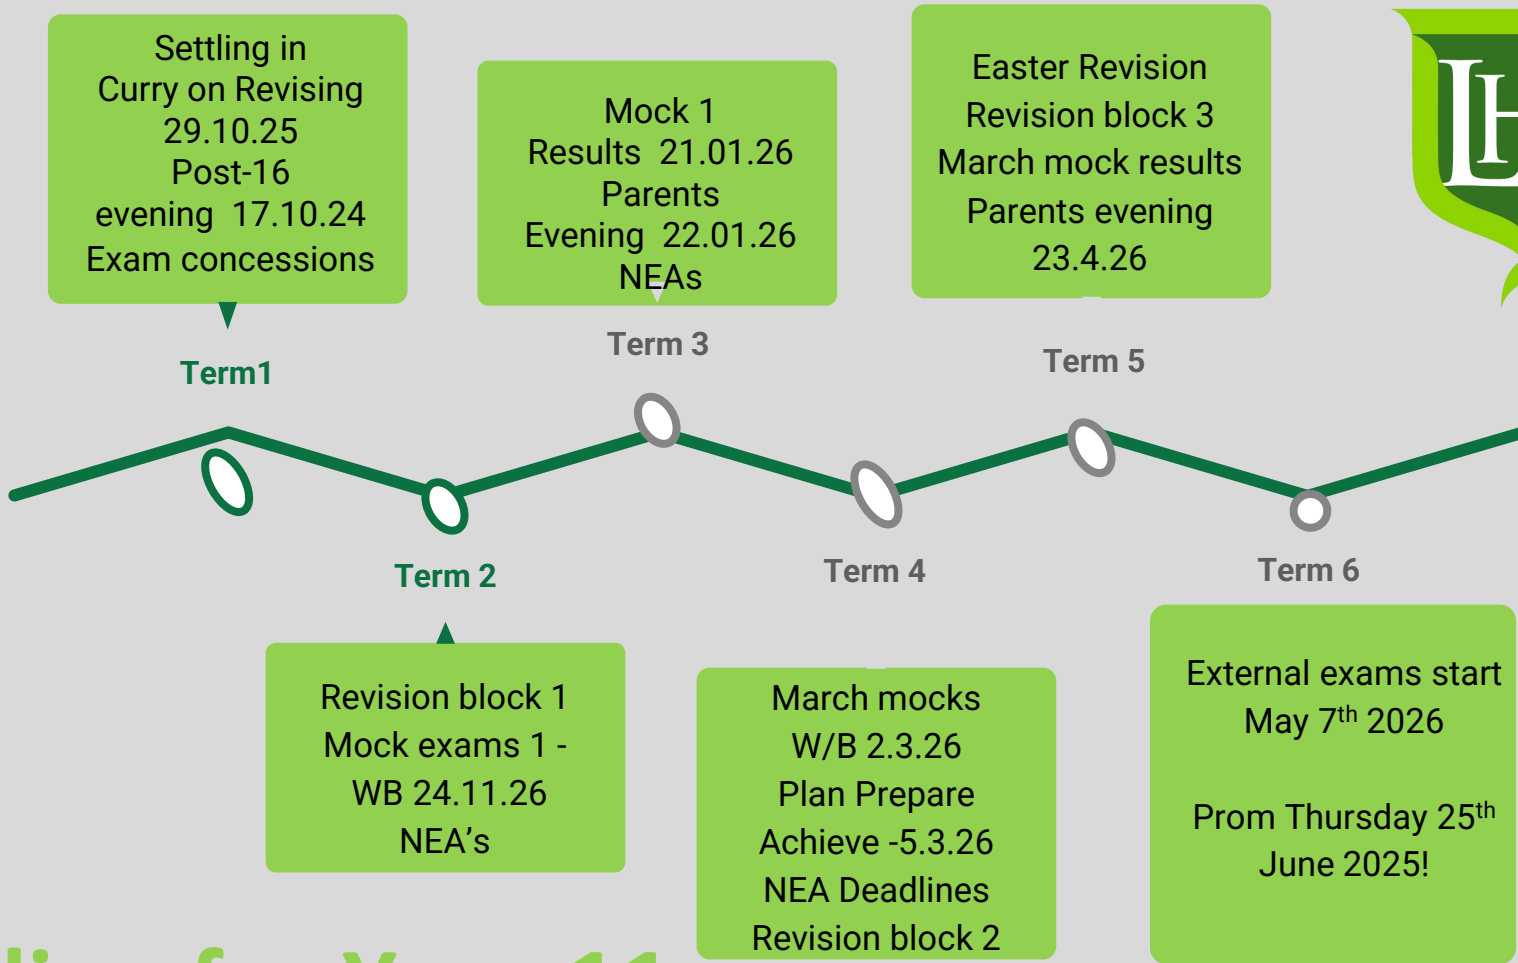 Settling in
Curry on Revising
29.10.25
Post-16
evening  17.10.24
Exam concessions
Term1
Revision block 1
Mock exams 1 -
WB 24.11.26
NEA's
Term 2
Mock 1
Results  21.01.26
Parents
Evening  22.01.26
NEAs
Term 3
March mocks
W/B 2.3.26
Plan Prepare
Achieve -5.3.26
NEA Deadlines
Revision block 2
Term 4
Easter Revision
Revision block 3
March mock results
Parents evening
23.4.26
Term 5
External exams start
May 7th 2026
Prom Thursday 25th
June 2025!
Term 6
LH